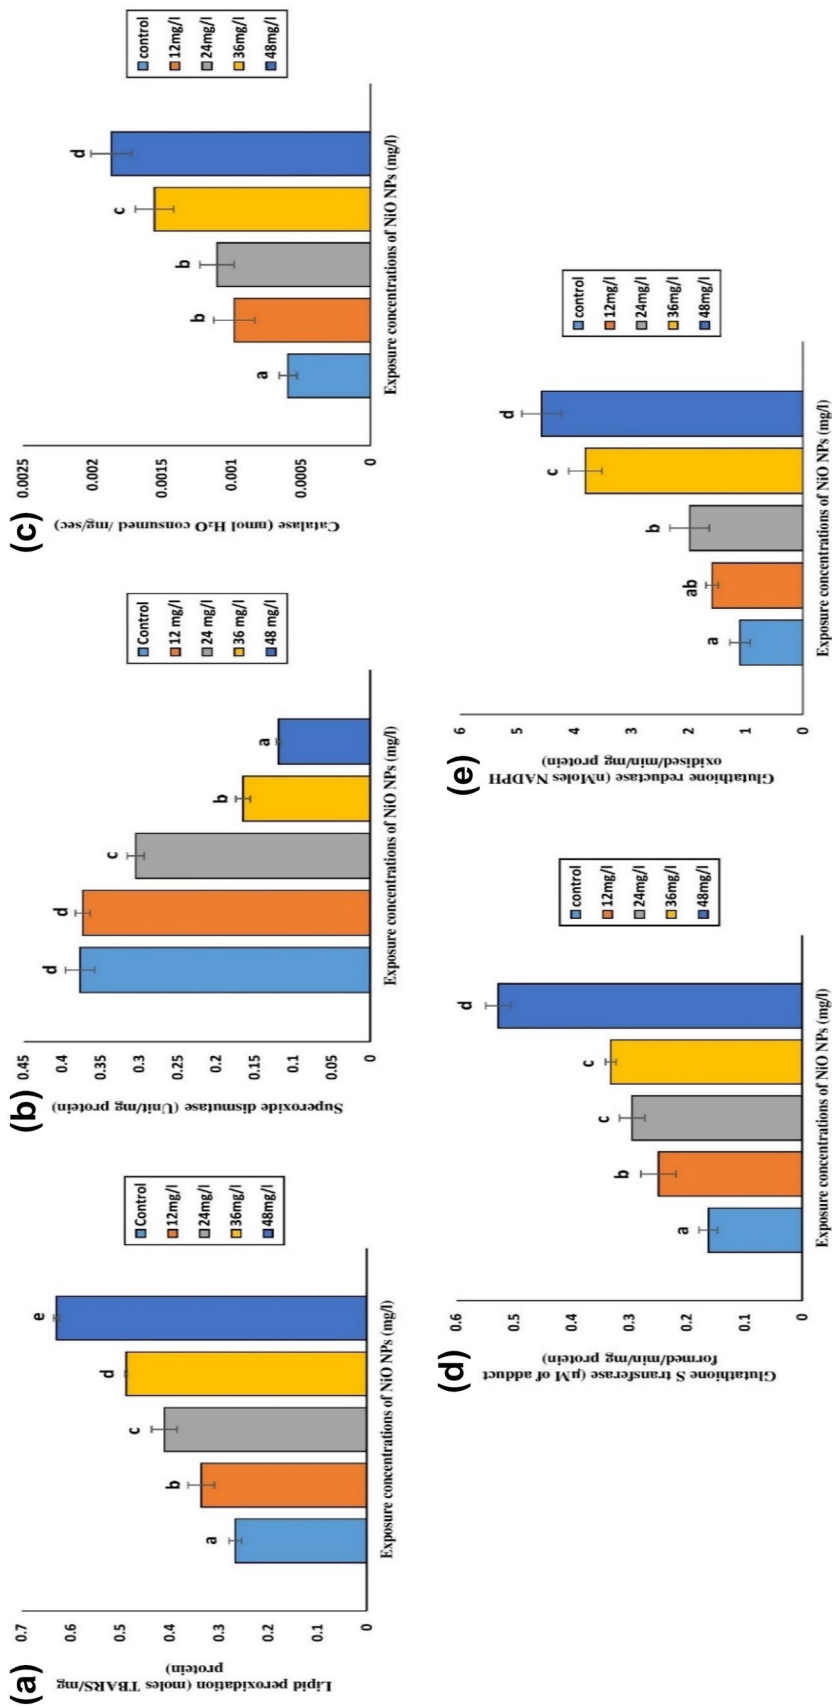 (a)
Lipid peroxidation (moles TBARS/mg
protein)
0.7
0.6
0.5
0.4
0.3
0.2
0.1
0
a
b
c
d
e
Exposure concentrations of NiO NPs (mg/l)
Control
12mg/l
24mg/l
36mg/l
48mg/l
(b)
Superoxide dismutase (Unit/mg protein)
0.45
0.4
0.35
0.3
0.25
0.2
0.15
0.1
0.05
0
d
d
c
b
a
Exposure concentrations of NiO NPs (mg/l)
Control
12 mg/l
24 mg/l
36 mg/l
48 mg/l
(c)
Catalase (nmol H₂O consumed /mg/sec)
0.0025
0.002
0.0015
0.001
0.0005
0
a
b
b
c
d
Exposure concentrations of NiO NPs (mg/l)
control
12mg/l
24mg/l
36mg/l
48mg/l
(d)
Glutathione S transferase (µM of adduct
formed/min/mg protein)
0.6
0.5
0.4
0.3
0.2
0.1
0
a
b
c
c
d
Exposure concentrations of NiO NPs (mg/l)
control
12mg/l
24mg/l
36mg/l
48mg/l
(e)
Glutathione reductase (nMoles NADPH
oxidised/min/mg protein)
6
5
4
3
2
1
0
a
ab
b
c
d
Exposure concentrations of NiO NPs (mg/l)
control
12mg/l
24mg/l
36mg/l
48mg/l